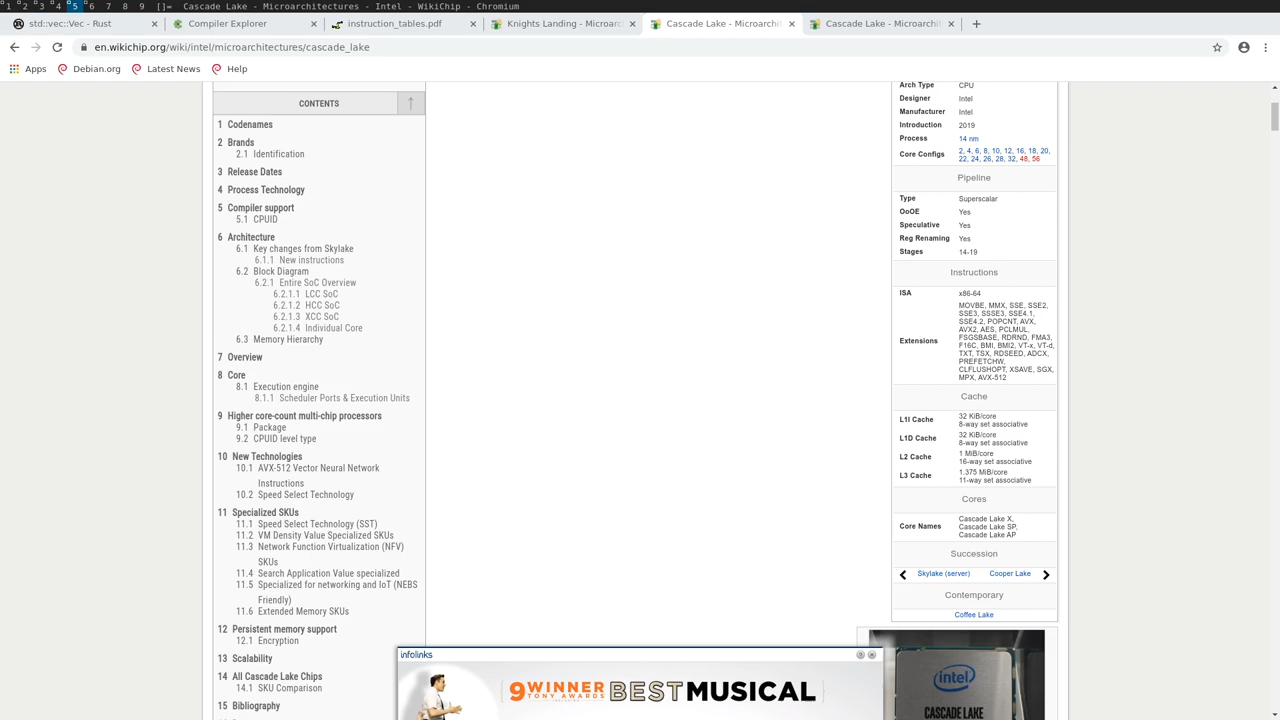 1 2 3 4 5 6 7 8 9 []= Cascade Lake - Microarchitectures - Intel - WikiChip - Chromium
std::vec::Vec - Rust
Compiler Explorer
instruction_tables.pdf
Knights Landing - Microarc
Cascade Lake - Microarchit
Cascade Lake - Microarchit
en.wikichip.org/wiki/intel/microarchitectures/cascade_lake
Apps
Debian.org
Latest News
Help
CONTENTS ↑
1 Codenames
2 Brands
2.1 Identification
3 Release Dates
4 Process Technology
5 Compiler support
5.1 CPUID
6 Architecture
6.1 Key changes from Skylake
6.1.1 New instructions
6.2 Block Diagram
6.2.1 Entire SoC Overview
6.2.1.1 LCC SoC
6.2.1.2 HCC SoC
6.2.1.3 XCC SoC
6.2.1.4 Individual Core
6.3 Memory Hierarchy
7 Overview
8 Core
8.1 Execution engine
8.1.1 Scheduler Ports & Execution Units
9 Higher core-count multi-chip processors
9.1 Package
9.2 CPUID level type
10 New Technologies
10.1 AVX-512 Vector Neural Network
Instructions
10.2 Speed Select Technology
11 Specialized SKUs
11.1 Speed Select Technology (SST)
11.2 VM Density Value Specialized SKUs
11.3 Network Function Virtualization (NFV)
SKUs
11.4 Search Application Value specialized
11.5 Specialized for networking and IoT (NEBS
Friendly)
11.6 Extended Memory SKUs
12 Persistent memory support
12.1 Encryption
13 Scalability
14 All Cascade Lake Chips
14.1 SKU Comparison
15 Bibliography
Arch Type CPU
Designer Intel
Manufacturer Intel
Introduction 2019
Process 14 nm
Core Configs 2, 4, 6, 8, 10, 12, 16, 18, 20,
22, 24, 26, 28, 32, 48, 56
Pipeline
Type Superscalar
OoOE Yes
Speculative Yes
Reg Renaming Yes
Stages 14-19
Instructions
ISA x86-64
Extensions MOVBE, MMX, SSE, SSE2,
SSE3, SSSE3, SSE4.1,
SSE4.2, POPCNT, AVX,
AVX2, AES, PCLMUL,
FSGSBASE, RDRND, FMA3,
F16C, BMI, BMI2, VT-x, VT-d,
TXT, TSX, RDSEED, ADCX,
PREFETCHW,
CLFLUSHOPT, XSAVE, SGX,
MPX, AVX-512
Cache
L1I Cache 32 KiB/core
8-way set associative
L1D Cache 32 KiB/core
8-way set associative
L2 Cache 1 MiB/core
16-way set associative
L3 Cache 1.375 MiB/core
11-way set associative
Cores
Core Names Cascade Lake X,
Cascade Lake SP,
Cascade Lake AP
Succession
Skylake (server) Cooper Lake
Contemporary
Coffee Lake
intel
CASCADE LAKE
infolinks
9 WINNER TONY AWARDS BEST MUSICAL